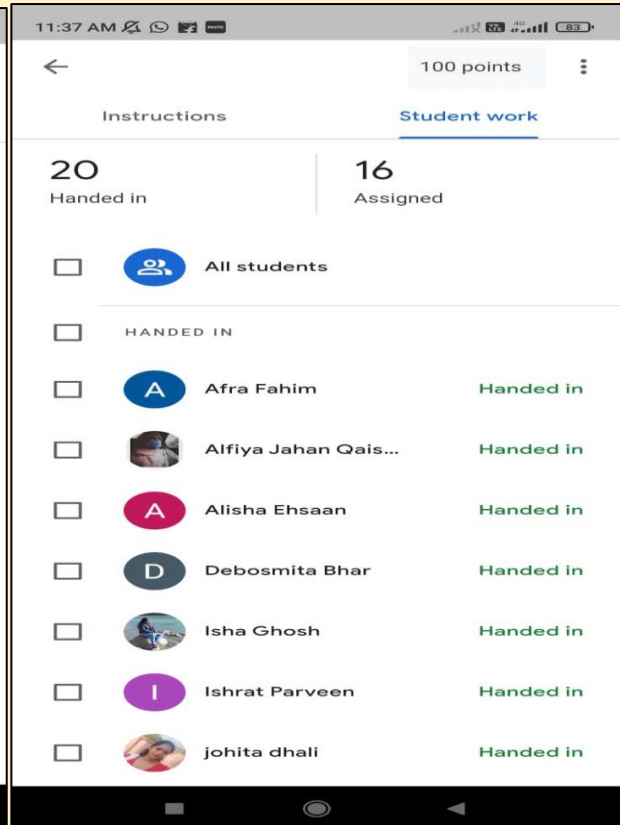 11:37 AM 4G 83
100 points
Instructions Student work
20 16
Handed in Assigned
All students
HANDED IN
A Afra Fahim Handed in
Alfiya Jahan Qais... Handed in
A Alisha Ehsaan Handed in
D Debosmita Bhar Handed in
Isha Ghosh Handed in
I Ishrat Parveen Handed in
johita dhali Handed in